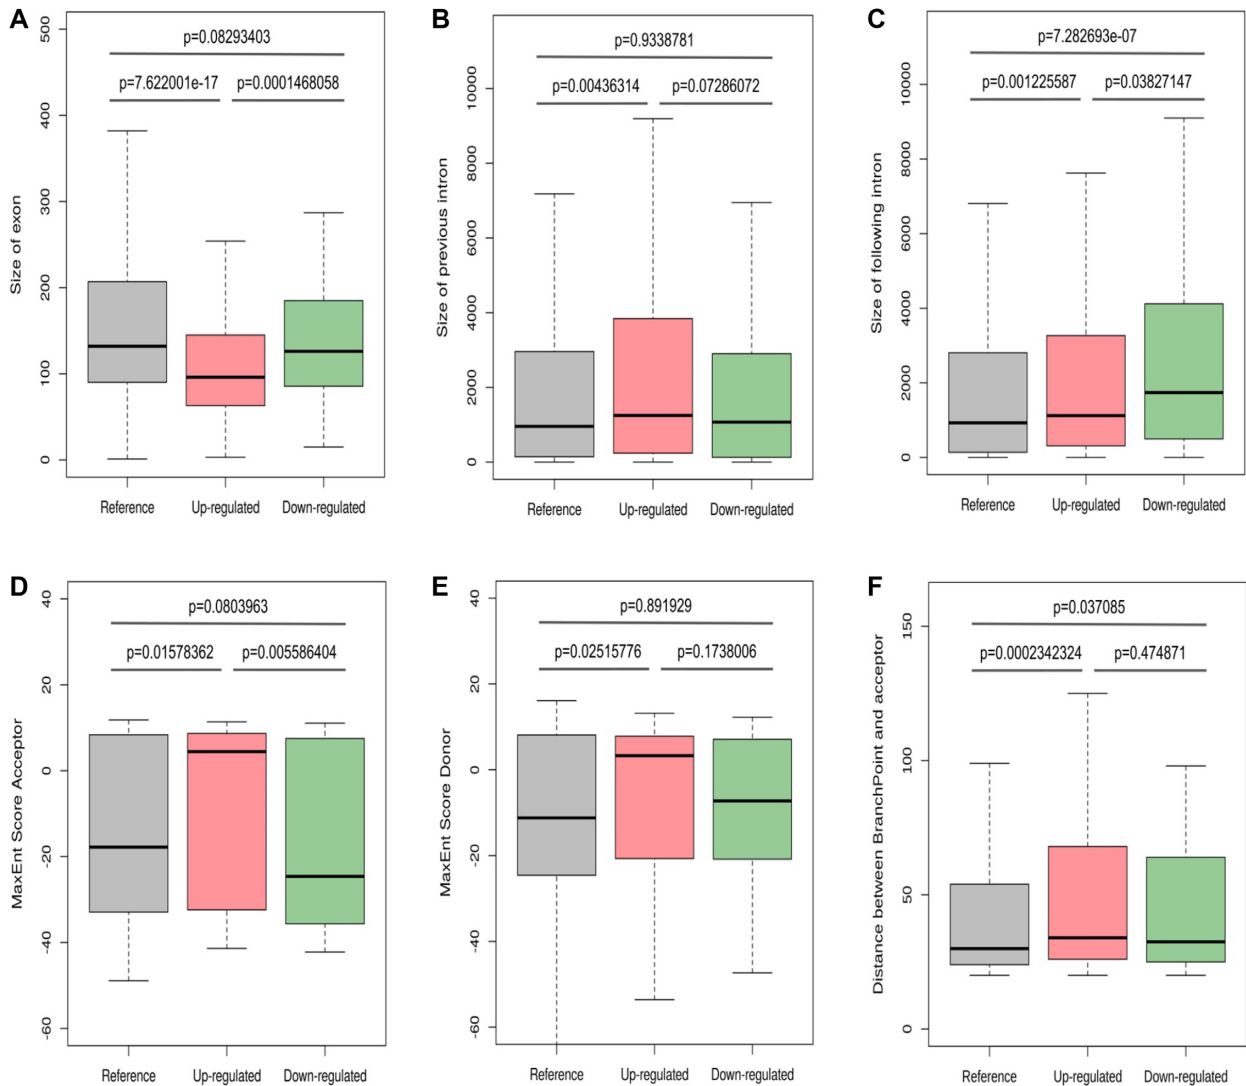 A
p=0.08293403
p=7.622001e-17 p=0.0001468058
Size of exon
500
400
300
200
100
0
Reference Up-regulated Down-regulated
B
p=0.9338781
p=0.00436314 p=0.07286072
Size of previous intron
10000
8000
6000
4000
2000
0
Reference Up-regulated Down-regulated
C
p=7.282693e-07
p=0.001225587 p=0.03827147
Size of following intron
10000
8000
6000
4000
2000
0
Reference Up-regulated Down-regulated
D
p=0.0803963
p=0.01578362 p=0.005586404
MaxEnt Score Acceptor
40
20
0
-20
-40
-60
Reference Up-regulated Down-regulated
E
p=0.891929
p=0.02515776 p=0.1738006
MaxEnt Score Donor
40
20
0
-20
-40
-60
Reference Up-regulated Down-regulated
F
p=0.037085
p=0.0002342324 p=0.474871
Distance between BranchPoint and acceptor
150
100
50
0
Reference Up-regulated Down-regulated